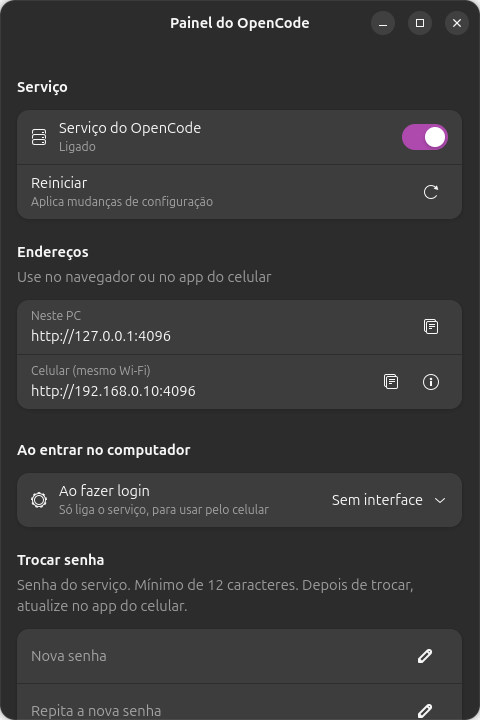 Painel do OpenCode
Serviço
Serviço do OpenCode
Ligado
Reiniciar
Aplica mudanças de configuração
Endereços
Use no navegador ou no app do celular
Neste PC
http://127.0.0.1:4096
Celular (mesmo Wi-Fi)
http://192.168.0.10:4096
Ao entrar no computador
Ao fazer login
Só liga o serviço, para usar pelo celular
Sem interface
Trocar senha
Senha do serviço. Mínimo de 12 caracteres. Depois de trocar,
atualize no app do celular.
Nova senha
Repita a nova senha